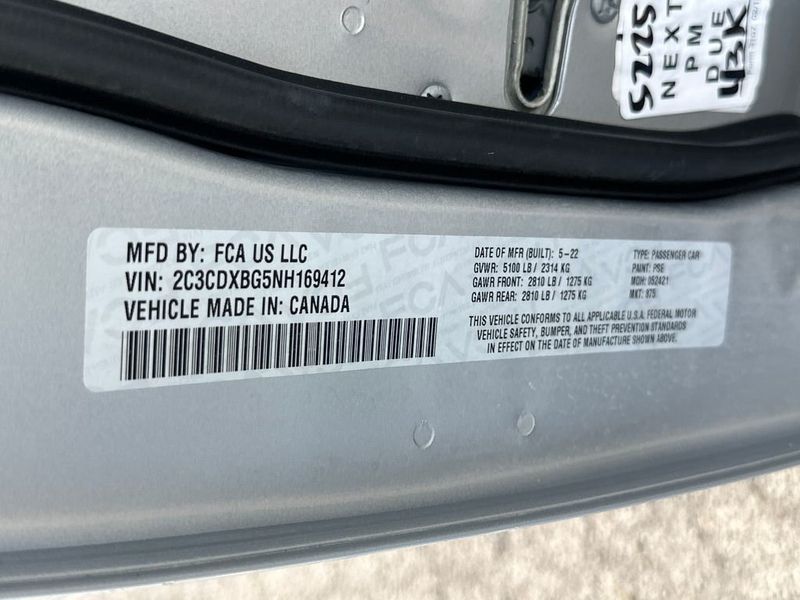 5225
NEXT
PM
DUE
43K
MFD BY: FCA US LLC
VIN: 2C3CDXBG5NH169412
VEHICLE MADE IN: CANADA
DATE OF MFR (BUILT): 5-22
GVWR: 5100 LB / 2314 KG
GAWR FRONT: 2810 LB / 1275 KG
GAWR REAR: 2810 LB / 1275 KG
TYPE: PASSENGER CAR
PAINT: PSE
MDH: 052421
MKT: 875
THIS VEHICLE CONFORMS TO ALL APPLICABLE U.S.A. FEDERAL MOTOR
VEHICLE SAFETY, BUMPER, AND THEFT PREVENTION STANDARDS
IN EFFECT ON THE DATE OF MANUFACTURE SHOWN ABOVE.